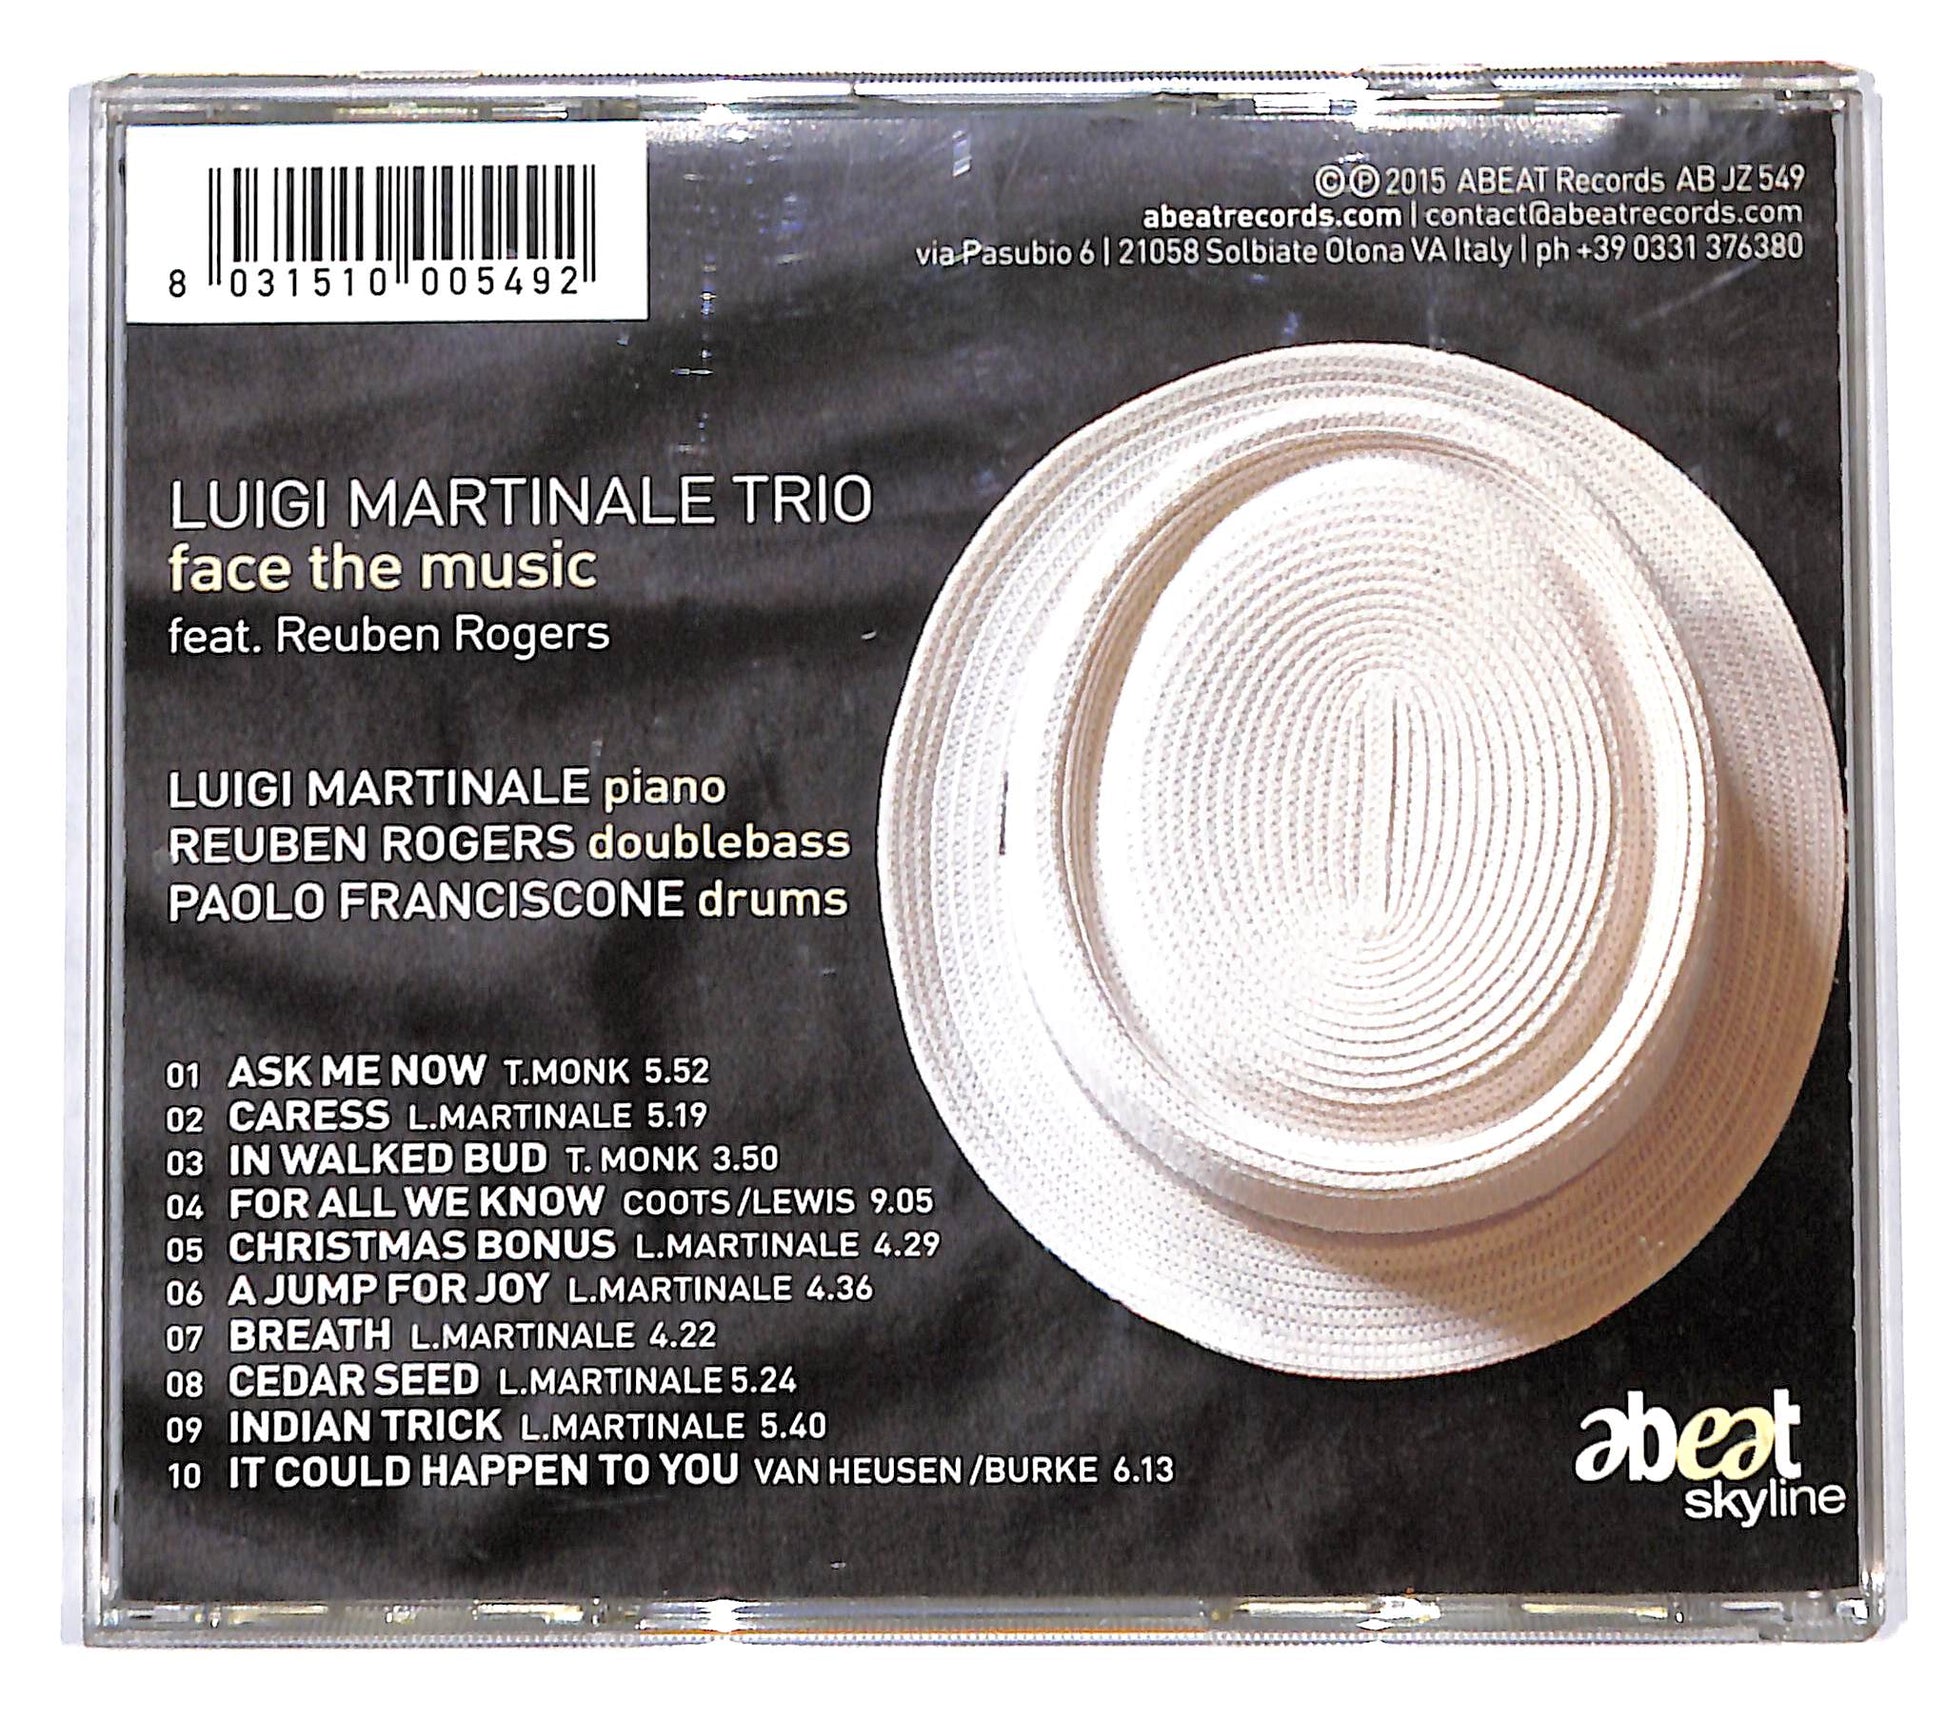 8 031510 005492
©℗ 2015 ABEAT Records AB JZ 549
abeatrecords.com | contact@abeatrecords.com
via Pasubio 6 | 21058 Solbiate Olona VA Italy | ph +39 0331 376380
LUIGI MARTINALE TRIO
face the music
feat. Reuben Rogers
LUIGI MARTINALE piano
REUBEN ROGERS doublebass
PAOLO FRANCISCONE drums
01 ASK ME NOW T.MONK 5.52
02 CARESS L.MARTINALE 5.19
03 IN WALKED BUD T. MONK 3.50
04 FOR ALL WE KNOW COOTS/LEWIS 9.05
05 CHRISTMAS BONUS L.MARTINALE 4.29
06 A JUMP FOR JOY L.MARTINALE 4.36
07 BREATH L.MARTINALE 4.22
08 CEDAR SEED L.MARTINALE 5.24
09 INDIAN TRICK L.MARTINALE 5.40
10 IT COULD HAPPEN TO YOU VAN HEUSEN/BURKE 6.13
abeat
skyline